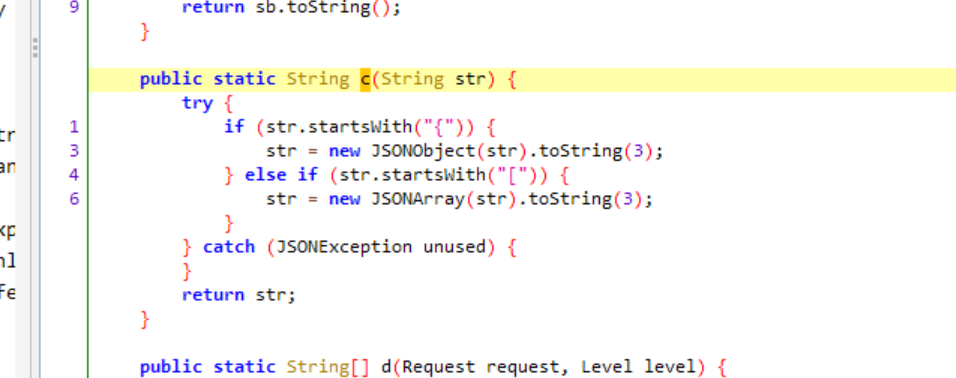 y
9 return sb.toString();
}
public static String c(String str) {
try {
1 if (str.startsWith("{")) {
tr
3 str = new JSONObject(str).toString(3);
an
4 } else if (str.startsWith("[")) {
6 str = new JSONArray(str).toString(3);
}
xp
} catch (JSONException unused) {
nl
}
fe
return str;
}
public static String[] d(Request request, Level level) {